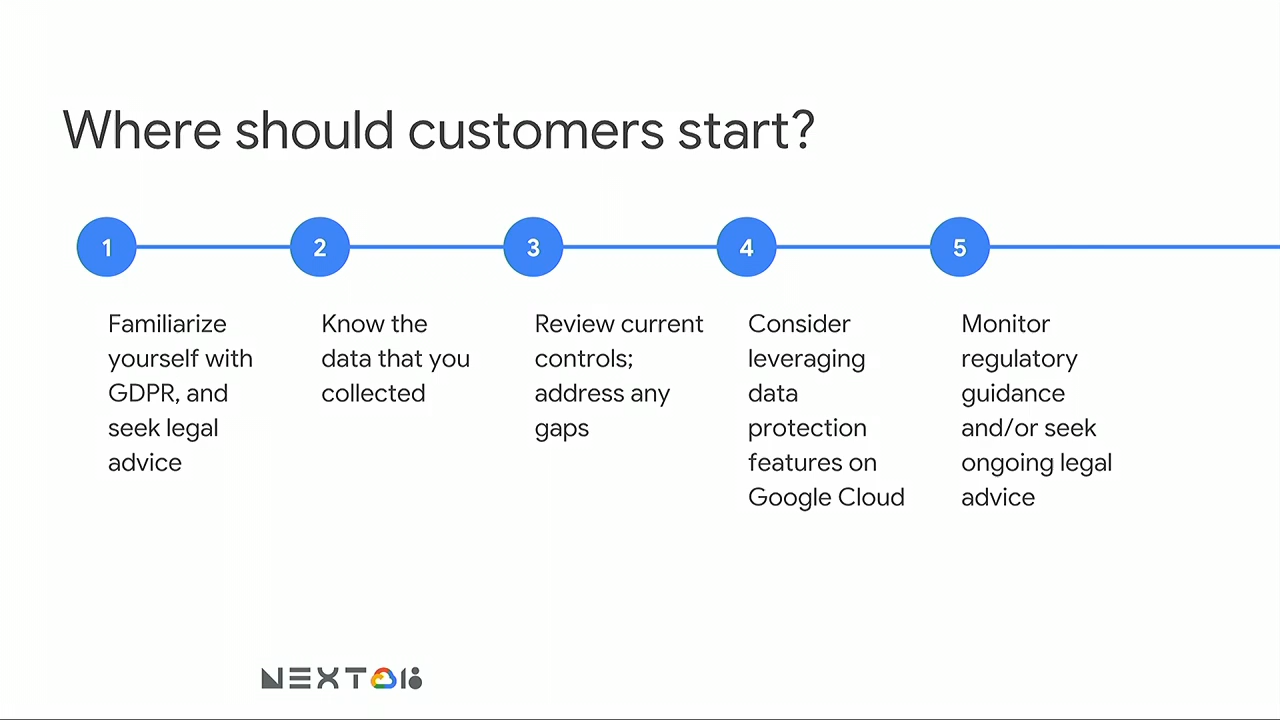 Where should customers start?
1
2
3
4
5
Familiarize
yourself with
GDPR, and
seek legal
advice
Know the
data that you
collected
Review current
controls;
address any
gaps
Consider
leveraging
data
protection
features on
Google Cloud
Monitor
regulatory
guidance
and/or seek
ongoing legal
advice
NEXT 18